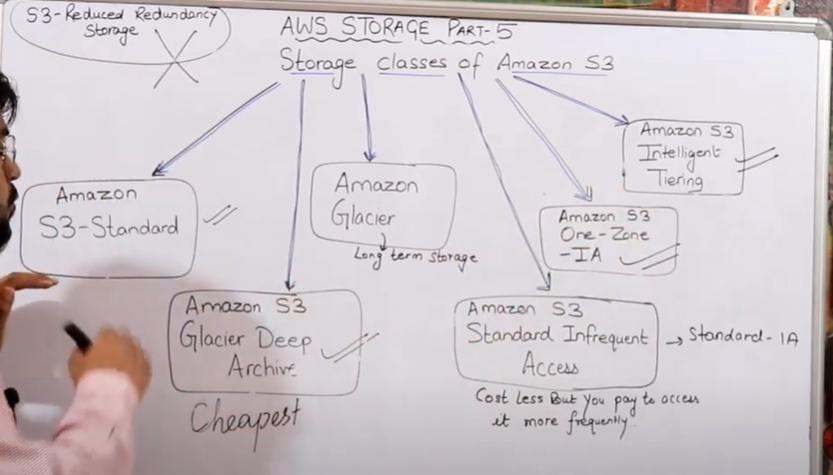 S3-Reduced Redundancy
Storage
AWS STORAGE PART-5
Storage classes of Amazon S3
Amazon S3
Intelligent
Tiering
Amazon
Glacier
Long term storage
Amazon
S3-Standard
Amazon S3
One-Zone
-IA
Amazon S3
Glacier Deep
Archive
Cheapest
Amazon S3
Standard Infrequent
Access
→ Standard-IA
Cost less But you pay to access
it more frequently.